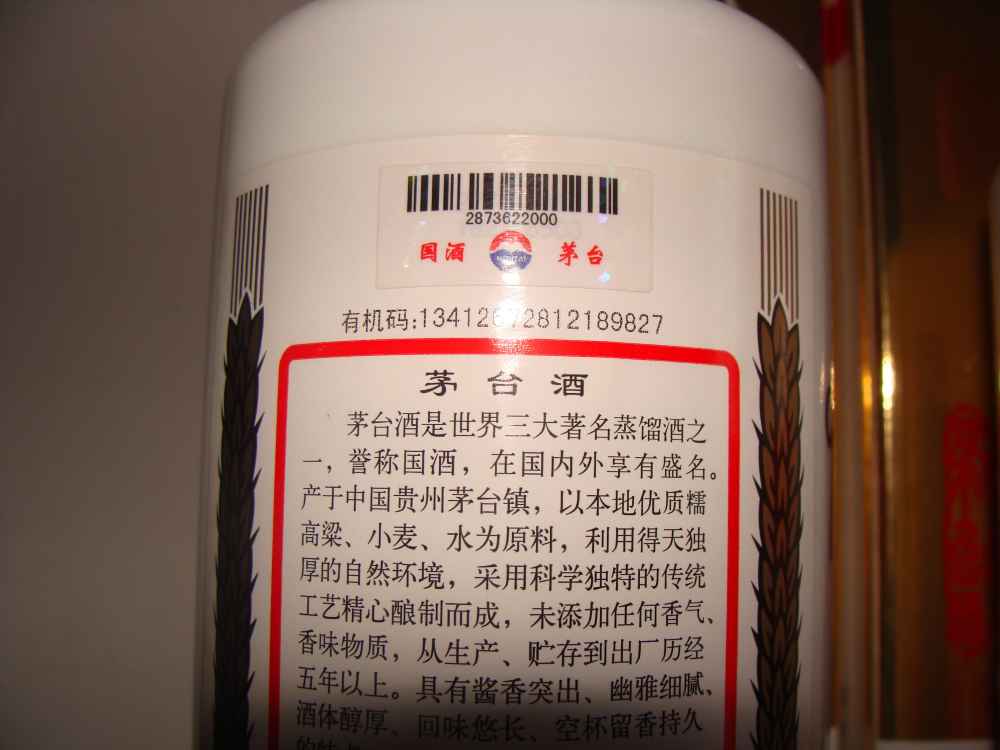 2873622000
国酒 茅台
有机码:13412672812189827
茅台酒
茅台酒是世界三大著名蒸馏酒之
一，誉称国酒，在国内外享有盛名。
产于中国贵州茅台镇，以本地优质糯
高粱、小麦、水为原料，利用得天独
厚的自然环境，采用科学独特的传统
工艺精心酿制而成，未添加任何香气、
香味物质，从生产、贮存到出厂历经
五年以上。具有酱香突出、幽雅细腻、
酒体醇厚、回味悠长、空杯留香持久